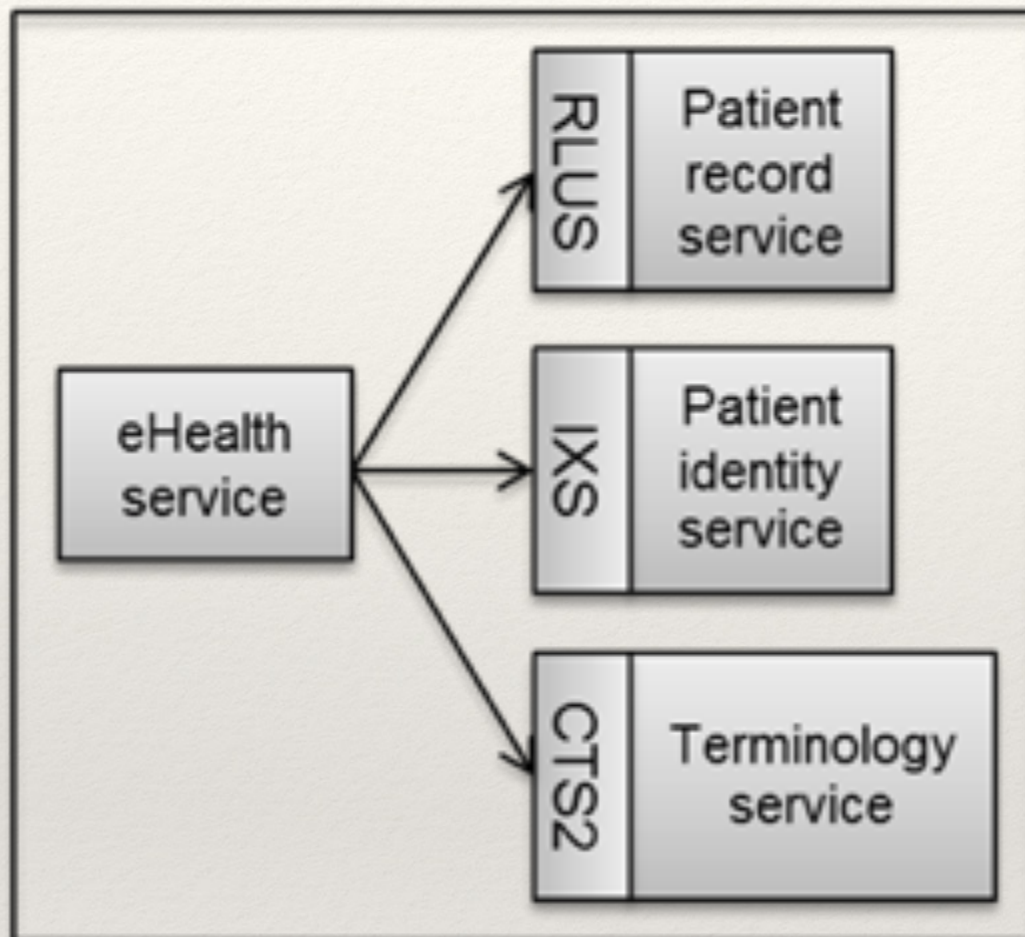 RLUS
Patient
record
service
eHealth
service
IXS
Patient
identity
service
CTS2
Terminology
service